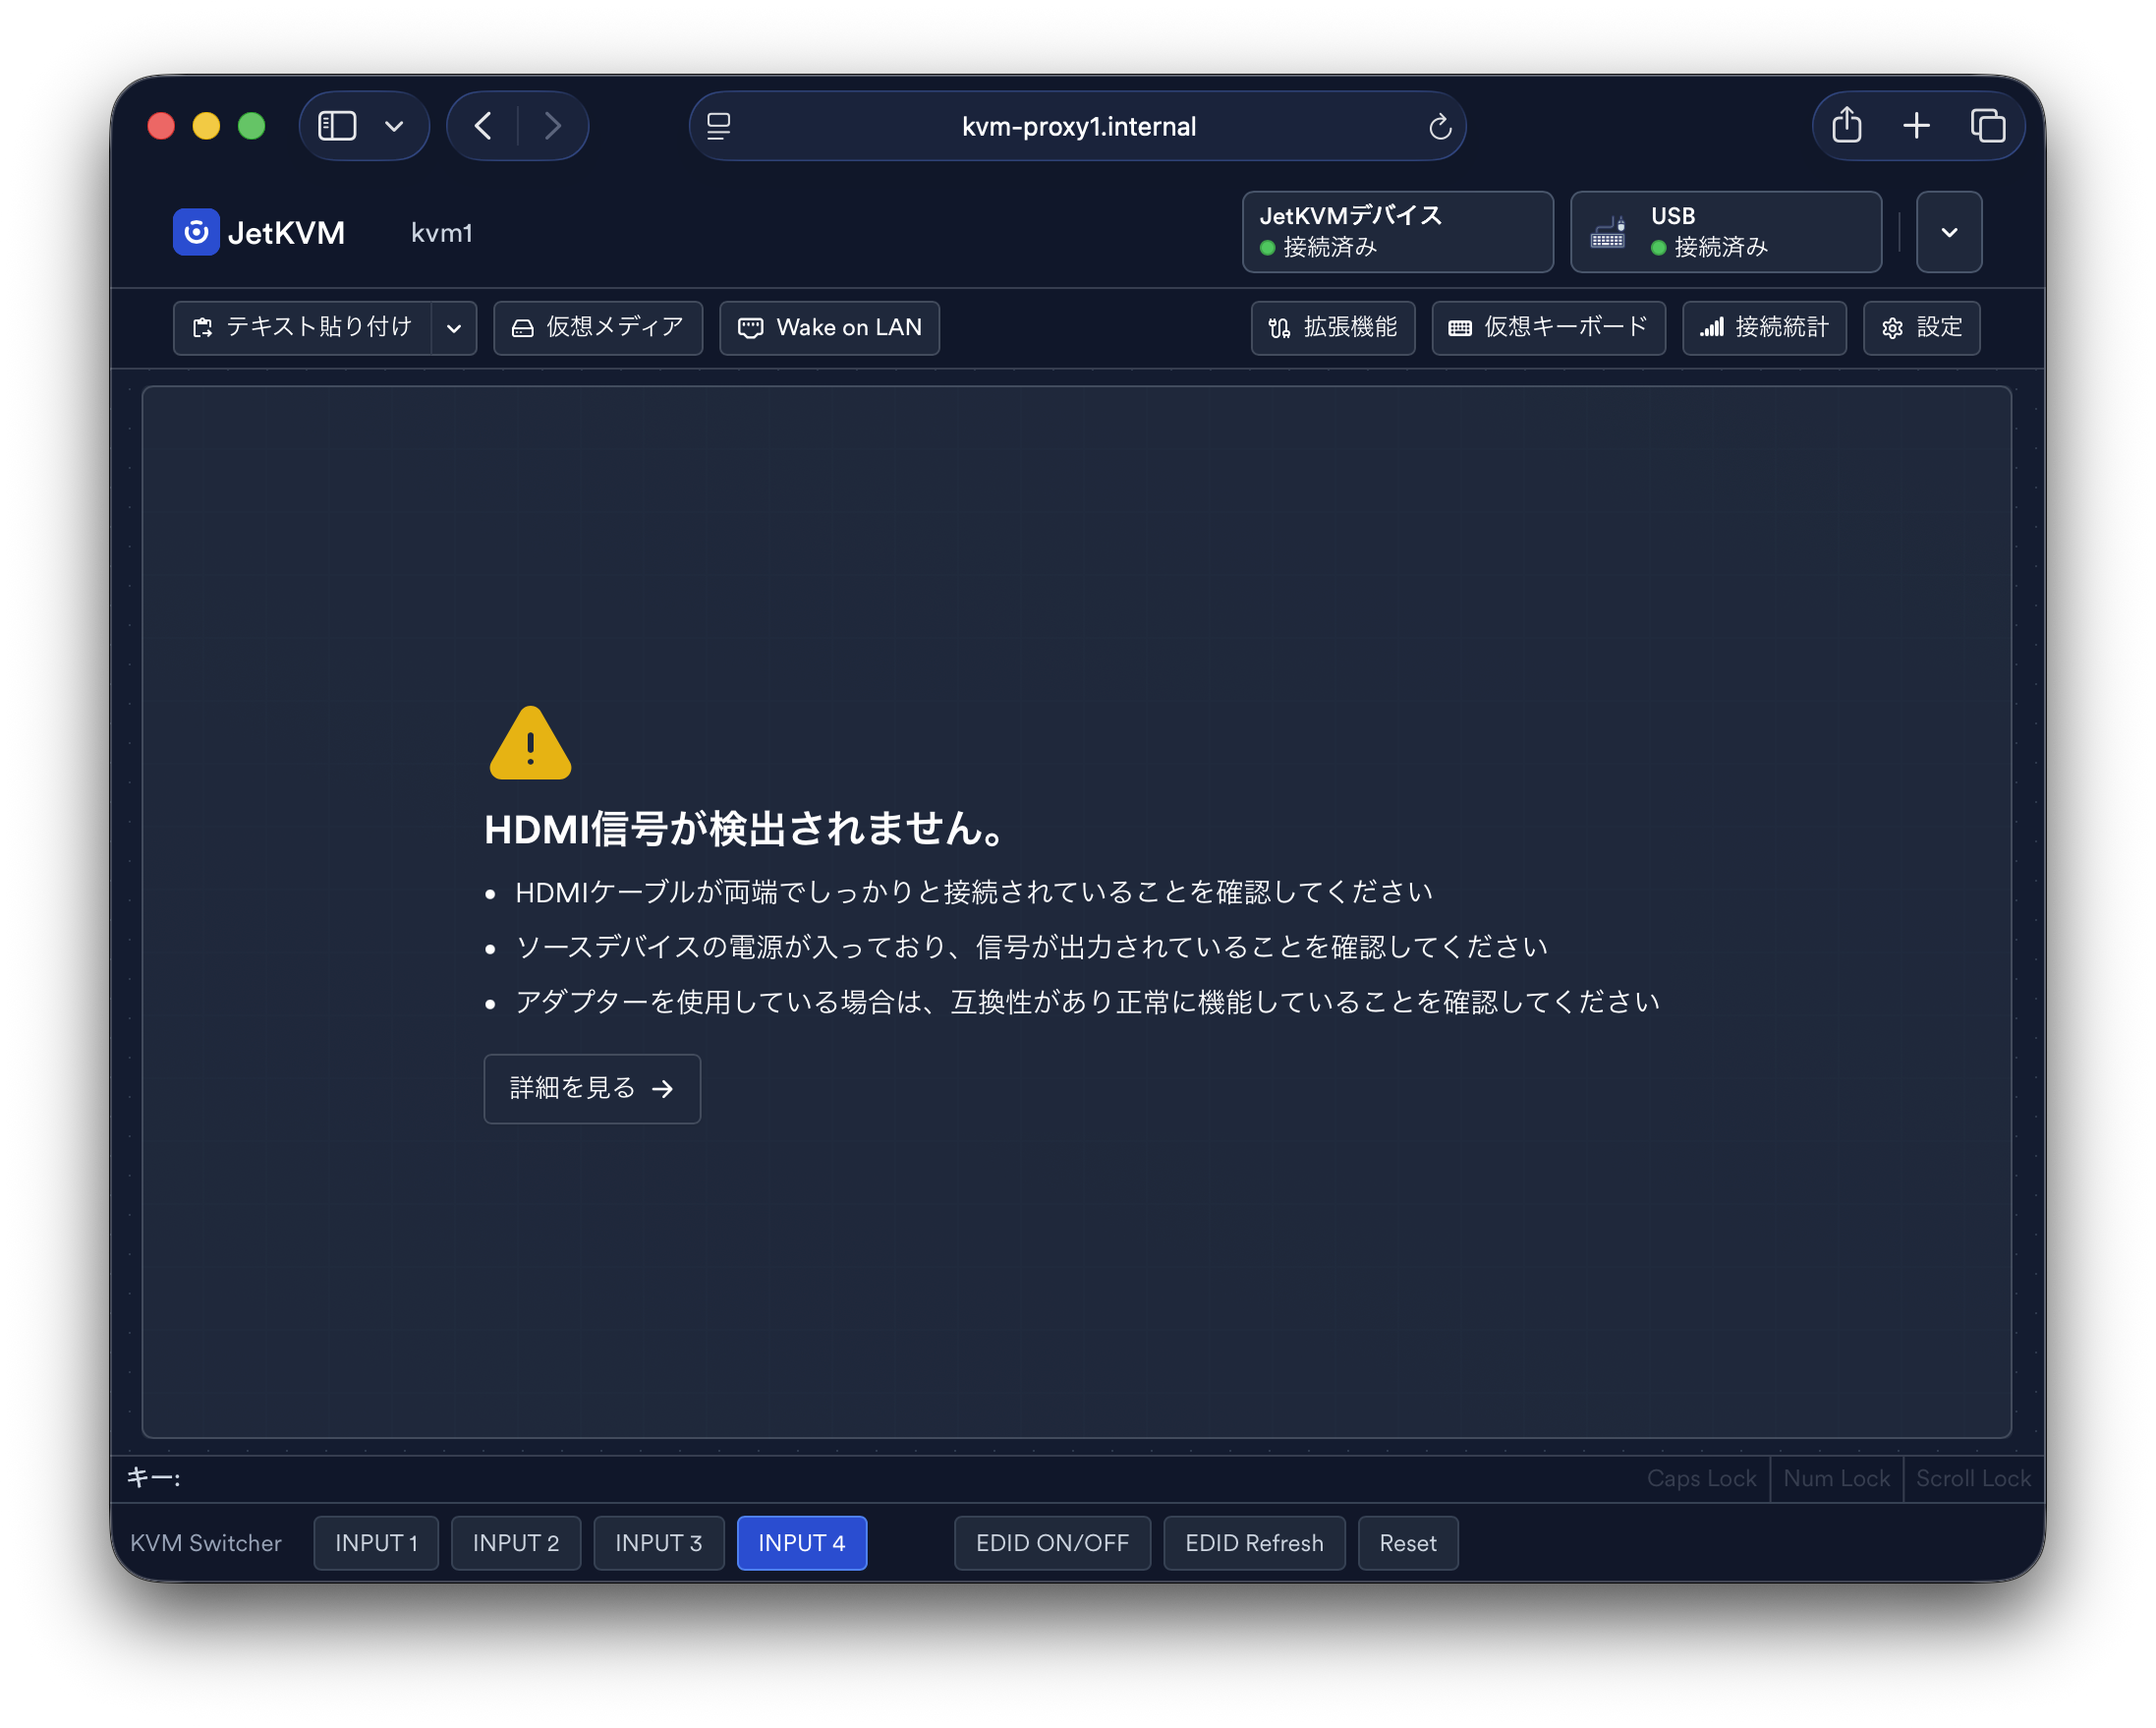 kvm-proxy1.internal
JetKVM kvm1
JetKVMデバイス
接続済み
USB
接続済み
テキスト貼り付け 仮想メディア Wake on LAN 拡張機能 仮想キーボード 接続統計 設定
HDMI信号が検出されません。
• HDMIケーブルが両端でしっかりと接続されていることを確認してください
• ソースデバイスの電源が入っており、信号が出力されていることを確認してください
• アダプターを使用している場合は、互換性があり正常に機能していることを確認してください
詳細を見る →
キー: Caps Lock Num Lock Scroll Lock
KVM Switcher INPUT 1 INPUT 2 INPUT 3 INPUT 4 EDID ON/OFF EDID Refresh Reset